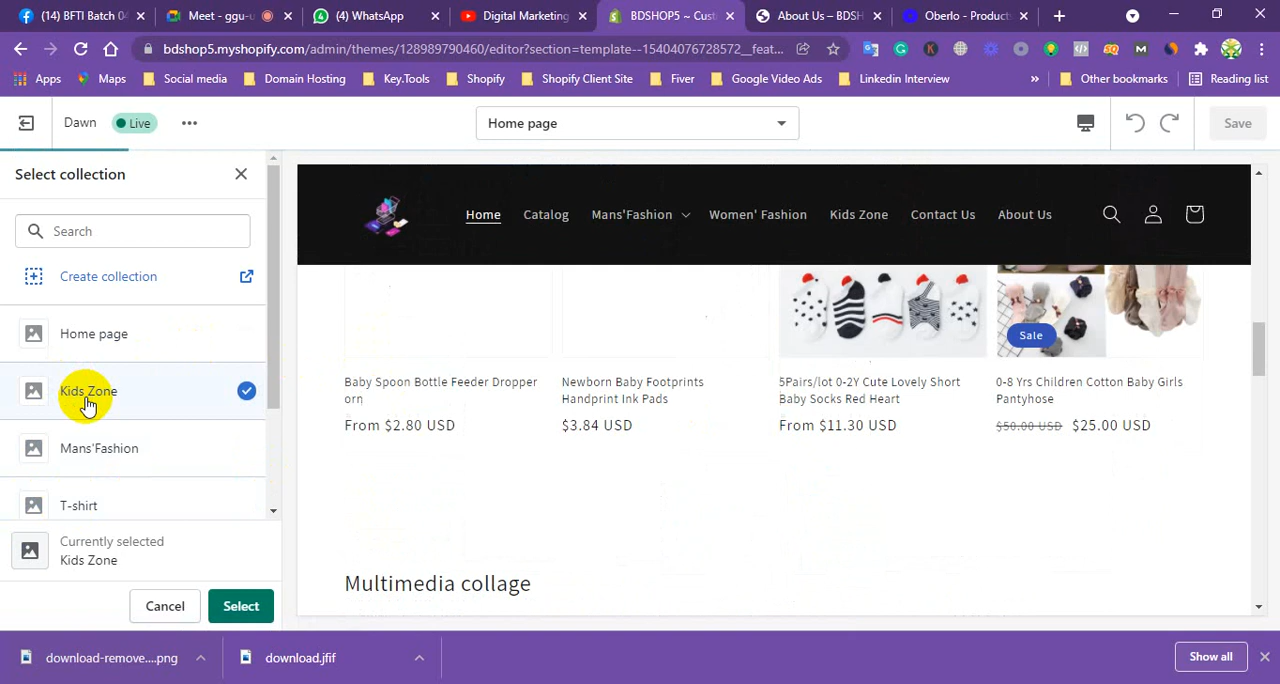 (14) BFTI Batch 04
Meet - ggu-u
(4) WhatsApp
Digital Marketing
BDSHOP5 ~ Cust
About Us – BDSH
Oberlo - Product
bdshop5.myshopify.com/admin/themes/128989790460/editor?section=template--15404076728572__feat...
Apps
Maps
Social media
Domain Hosting
Key.Tools
Shopify
Shopify Client Site
Fiver
Google Video Ads
Linkedin Interview
»
Other bookmarks
Reading list
Dawn
Live
Home page
Save
Select collection
Search
Create collection
Home page
Kids Zone
Mans'Fashion
T-shirt
Currently selected
Kids Zone
Cancel
Select
Home
Catalog
Mans'Fashion
Women' Fashion
Kids Zone
Contact Us
About Us
Sale
Baby Spoon Bottle Feeder Dropper
orn
From $2.80 USD
Newborn Baby Footprints
Handprint Ink Pads
$3.84 USD
5Pairs/lot 0-2Y Cute Lovely Short
Baby Socks Red Heart
From $11.30 USD
0-8 Yrs Children Cotton Baby Girls
Pantyhose
$50.00 USD $25.00 USD
Multimedia collage
download-remove....png
download.jfif
Show all